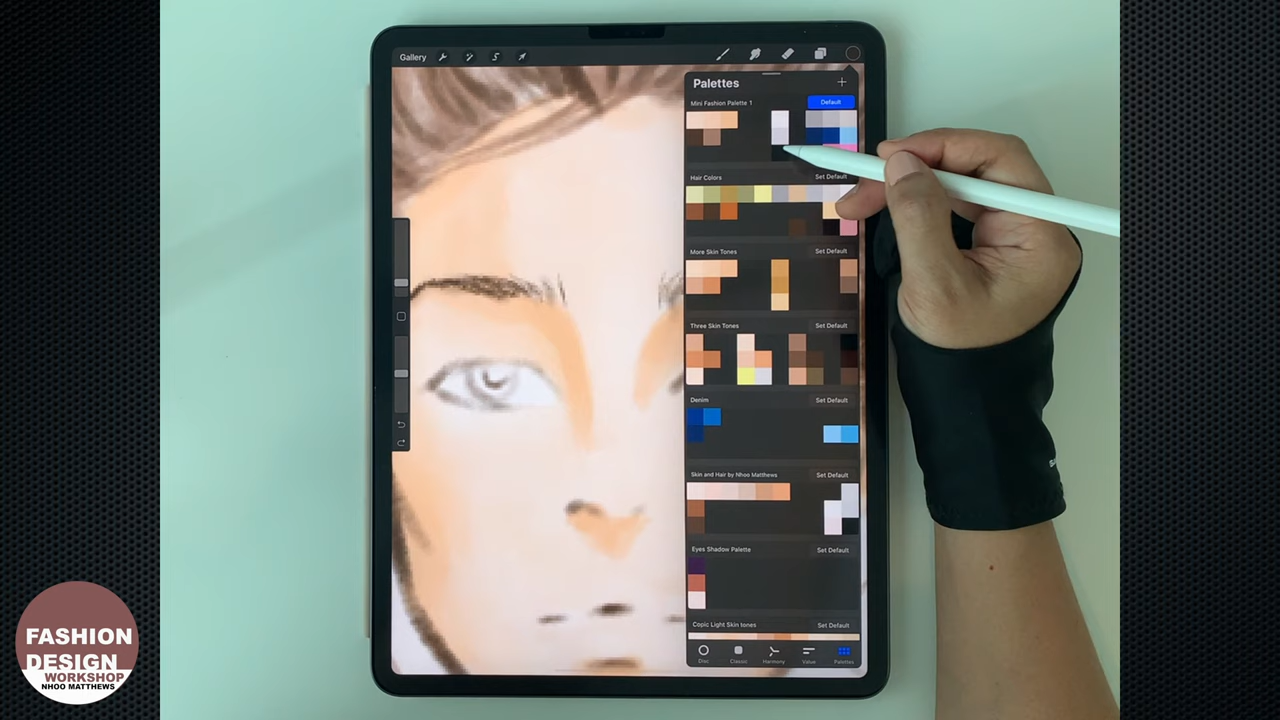 Gallery
Palettes
Mini Fashion Palette 1
Default
Hair Colors
Set Default
More Skin Tones
Set Default
Three Skin Tones
Set Default
Denim
Set Default
Skin and Hair by Nhoo Matthews
Set Default
Eyes Shadow Palette
Set Default
Copic Light Skin tones
Set Default
Disc
Classic
Harmony
Value
Palettes
FASHION
DESIGN
WORKSHOP
NHOO MATTHEWS